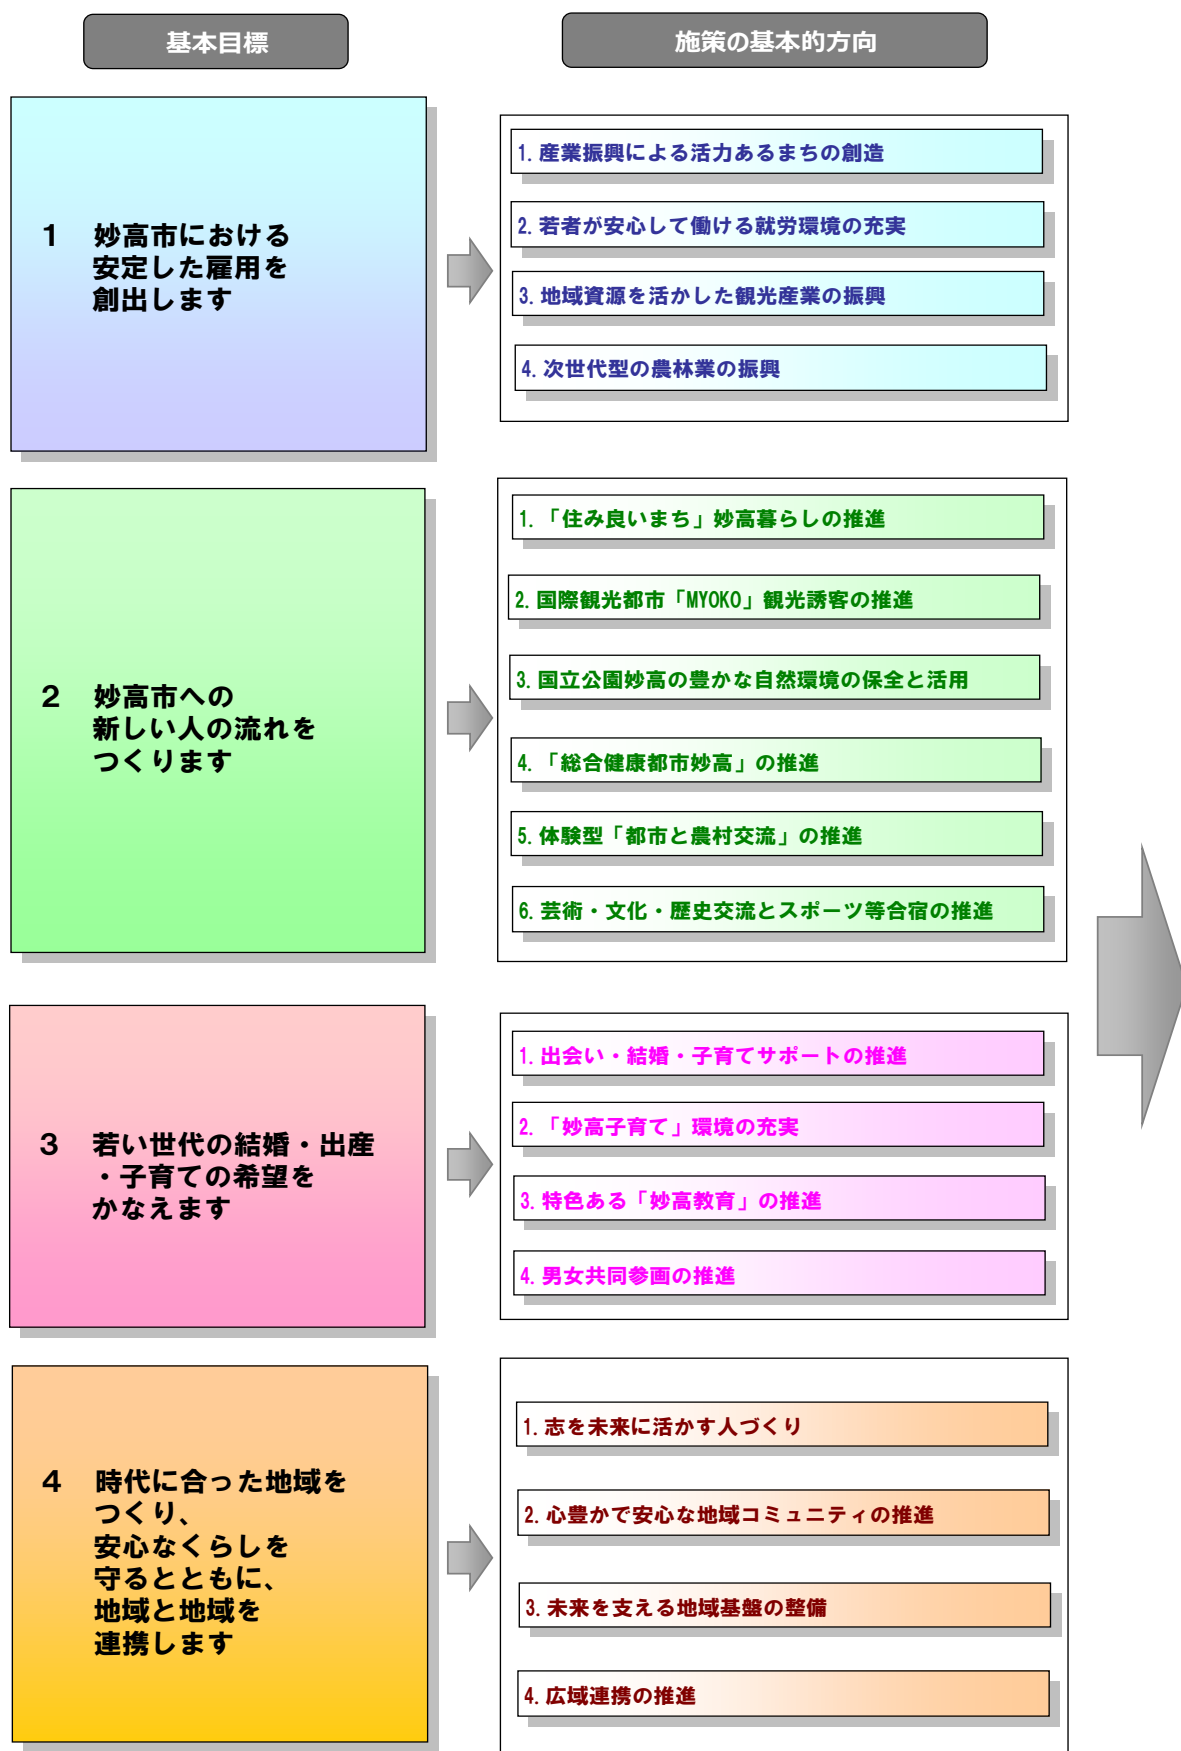 基本目標
施策の基本的方向
1 妙高市における
安定した雇用を
創出します
1. 産業振興による活力あるまちの創造
2. 若者が安心して働ける就労環境の充実
3. 地域資源を活かした観光産業の振興
4. 次世代型の農林業の振興
2 妙高市への
新しい人の流れを
つくります
1. 「住み良いまち」妙高暮らしの推進
2. 国際観光都市「MYOKO」観光誘客の推進
3. 国立公園妙高の豊かな自然環境の保全と活用
4. 「総合健康都市妙高」の推進
5. 体験型「都市と農村交流」の推進
6. 芸術・文化・歴史交流とスポーツ等合宿の推進
3 若い世代の結婚・出産
・子育ての希望を
かなえます
1. 出会い・結婚・子育てサポートの推進
2. 「妙高子育て」環境の充実
3. 特色ある「妙高教育」の推進
4. 男女共同参画の推進
4 時代に合った地域を
つくり、
安心なくらしを
守るとともに、
地域と地域を
連携します
1. 志を未来に活かす人づくり
2. 心豊かで安心な地域コミュニティの推進
3. 未来を支える地域基盤の整備
4. 広域連携の推進